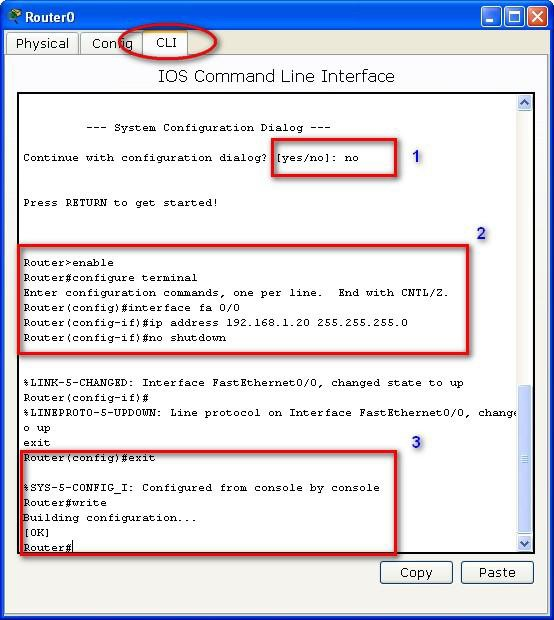 Router0
Physical Config CLI
IOS Command Line Interface
--- System Configuration Dialog ---
Continue with configuration dialog? [yes/no]: no
1
Press RETURN to get started!
2
Router>enable
Router#configure terminal
Enter configuration commands, one per line.  End with CNTL/Z.
Router(config)#interface fa 0/0
Router(config-if)#ip address 192.168.1.20 255.255.255.0
Router(config-if)#no shutdown
%LINK-5-CHANGED: Interface FastEthernet0/0, changed state to up
Router(config-if)#
%LINEPROTO-5-UPDOWN: Line protocol on Interface FastEthernet0/0, change
o up
exit
3
Router(config)#exit
%SYS-5-CONFIG_I: Configured from console by console
Router#write
Building configuration...
[OK]
Router#
Copy Paste